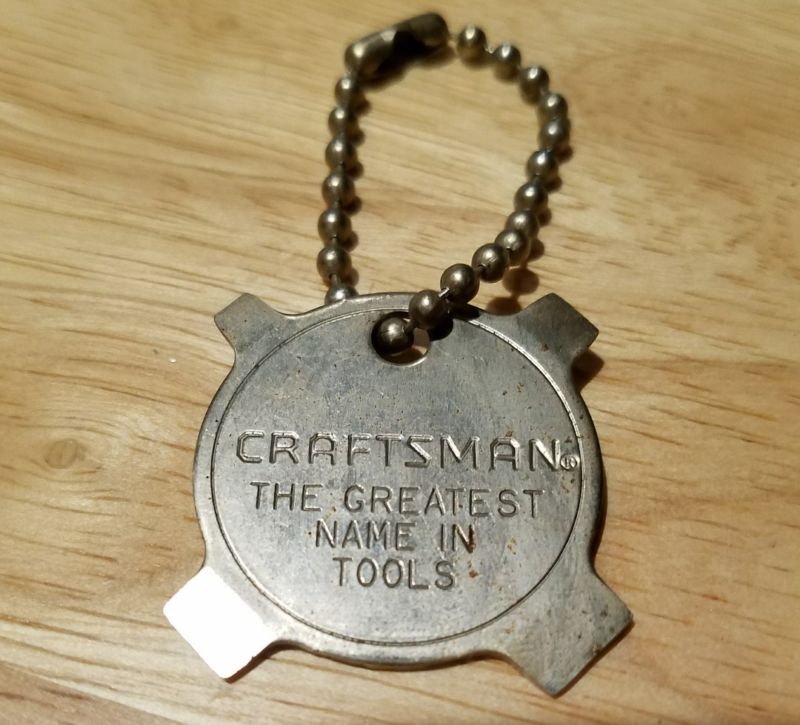 CRAFTSMAN®
THE GREATEST
NAME IN
TOOLS